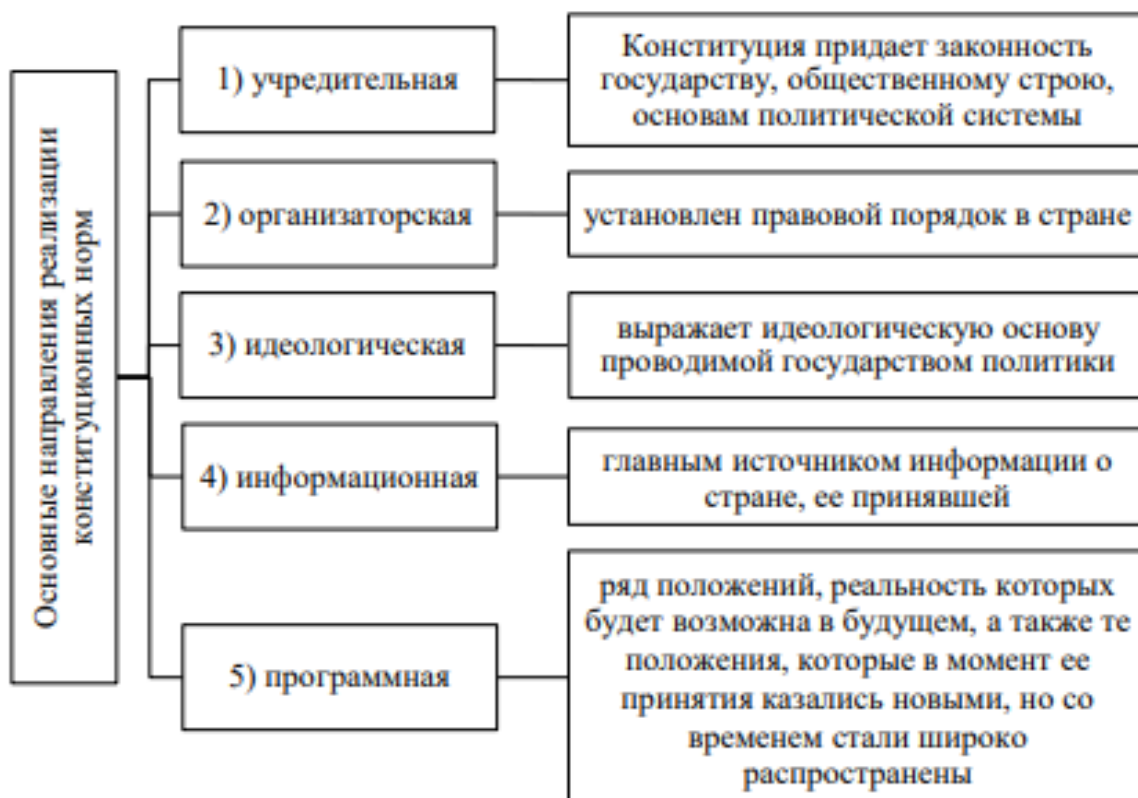 Основные направления реализации
конституционных норм
1) учредительная
Конституция придает законность
государству, общественному строю,
основам политической системы
2) организаторская
установлен правовой порядок в стране
3) идеологическая
выражает идеологическую основу
проводимой государством политики
4) информационная
главным источником информации о
стране, ее принявшей
5) программная
ряд положений, реальность которых
будет возможна в будущем, а также те
положения, которые в момент ее
принятия казались новыми, но со
временем стали широко
распространены